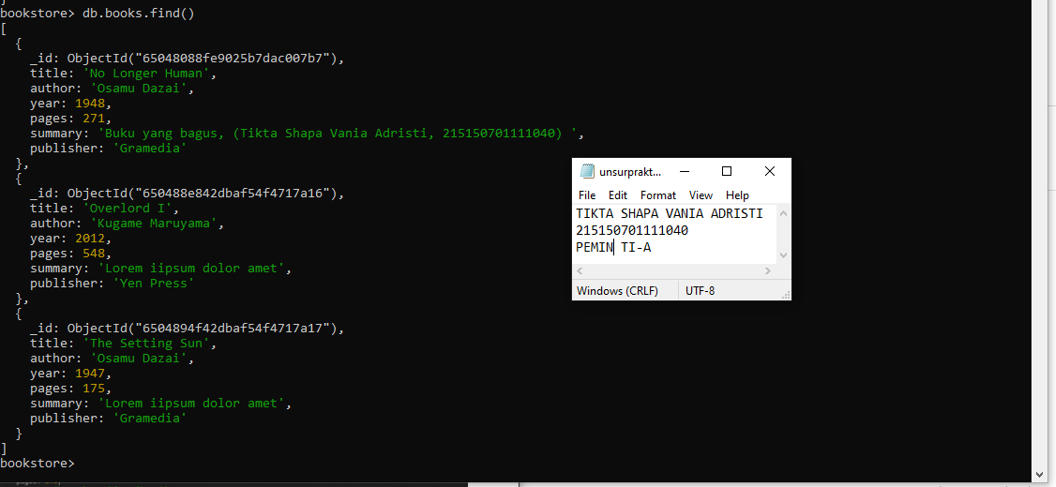 ]
bookstore> db.books.find()
[
  {
    _id: ObjectId("65048088fe9025b7dac007b7"),
    title: 'No Longer Human',
    author: 'Osamu Dazai',
    year: 1948,
    pages: 271,
    summary: 'Buku yang bagus, (Tikta Shapa Vania Adristi, 215150701111040) ',
    publisher: 'Gramedia'
  },
  {
    _id: ObjectId("650488e842dbaf54f4717a16"),
    title: 'Overlord I',
    author: 'Kugame Maruyama',
    year: 2012,
    pages: 548,
    summary: 'Lorem iipsum dolor amet',
    publisher: 'Yen Press'
  },
  {
    _id: ObjectId("6504894f42dbaf54f4717a17"),
    title: 'The Setting Sun',
    author: 'Osamu Dazai',
    year: 1947,
    pages: 175,
    summary: 'Lorem iipsum dolor amet',
    publisher: 'Gramedia'
  }
]
bookstore>
unsurprakt...
File Edit Format View Help
TIKTA SHAPA VANIA ADRISTI
215150701111040
PEMIN TI-A
Windows (CRLF) UTF-8